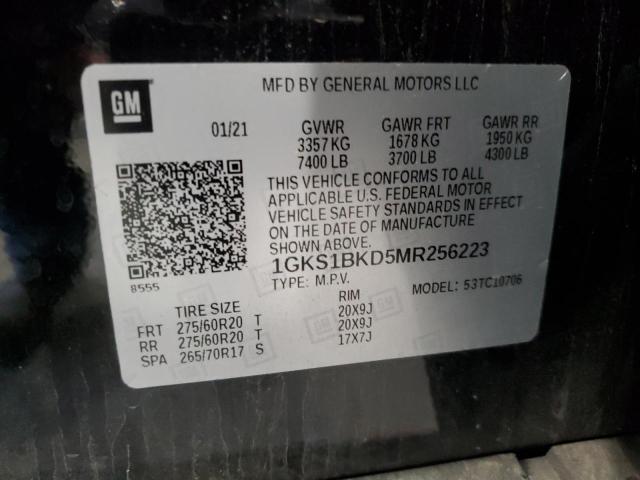 MFD BY GENERAL MOTORS LLC
GM
01/21 GVWR GAWR FRT GAWR RR
3357 KG 1678 KG 1950 KG
7400 LB 3700 LB 4300 LB
THIS VEHICLE CONFORMS TO ALL
APPLICABLE U.S. FEDERAL MOTOR
VEHICLE SAFETY STANDARDS IN EFFECT
ON THE DATE OF MANUFACTURE
SHOWN ABOVE.
1GKS1BKD5MR256223
8555
TYPE: M.P.V. MODEL: 53TC10706
TIRE SIZE RIM
FRT 275/60R20 T 20X9J
RR 275/60R20 T 20X9J
SPA 265/70R17 S 17X7J